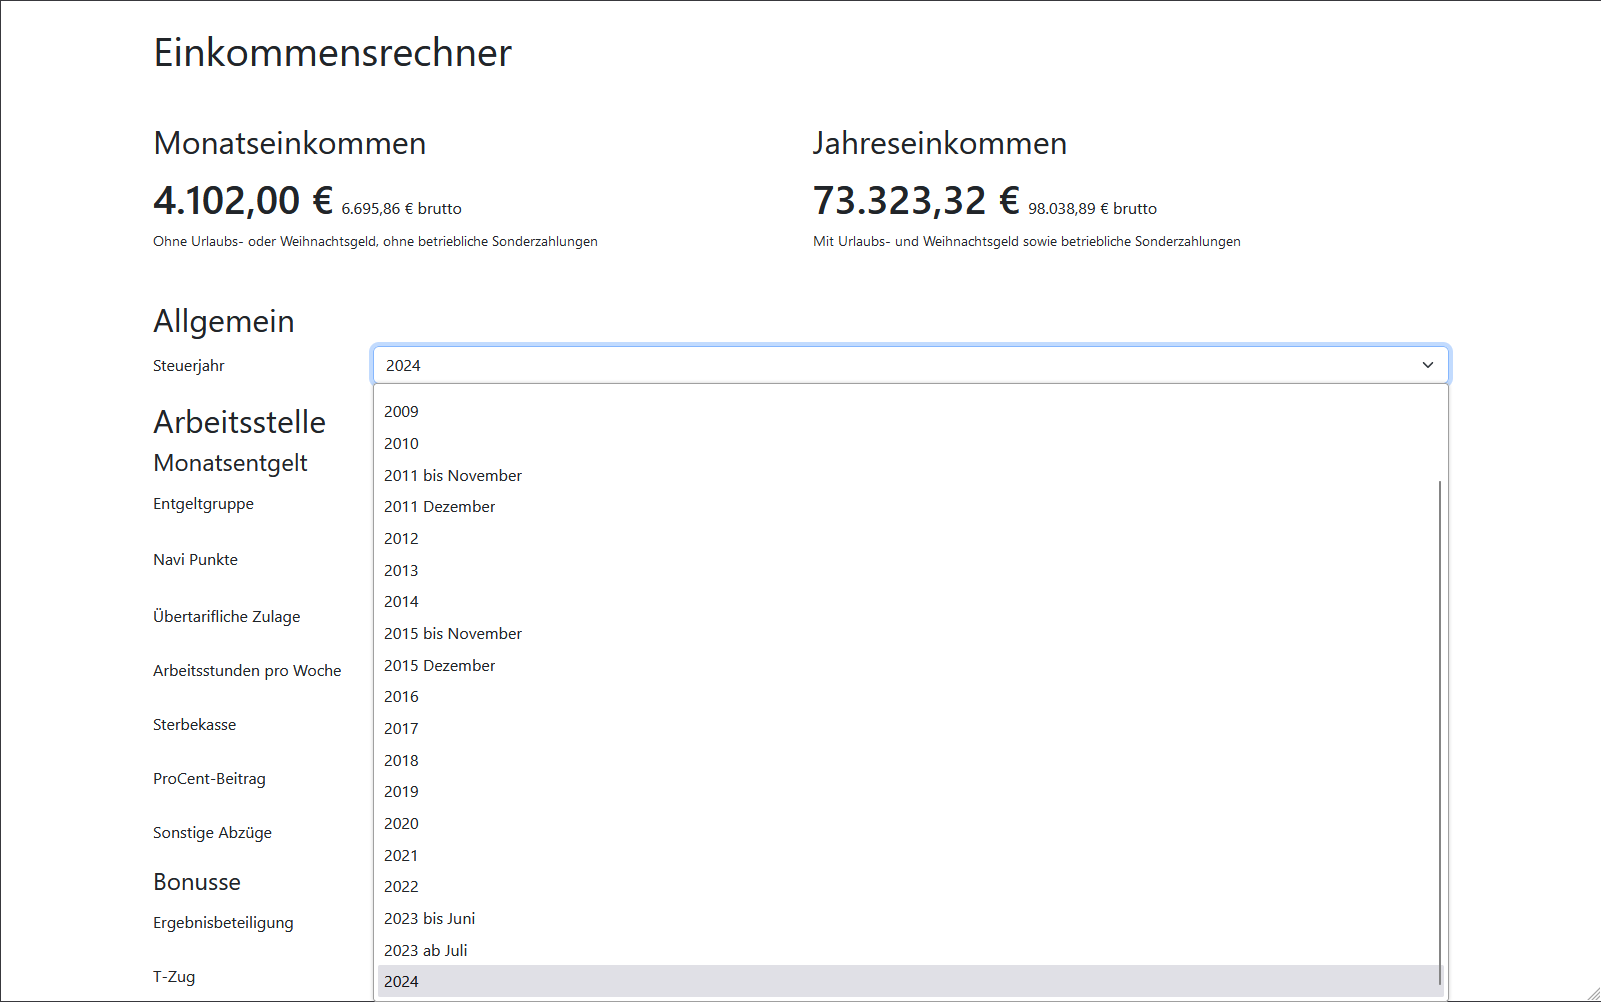 Einkommensrechner
Monatseinkommen
4.102,00 € 6.695,86 € brutto
Ohne Urlaubs- oder Weihnachtsgeld, ohne betriebliche Sonderzahlungen
Jahreseinkommen
73.323,32 € 98.038,89 € brutto
Mit Urlaubs- und Weihnachtsgeld sowie betriebliche Sonderzahlungen
Allgemein
Steuerjahr
2024
2009
2010
2011 bis November
2011 Dezember
2012
2013
2014
2015 bis November
2015 Dezember
2016
2017
2018
2019
2020
2021
2022
2023 bis Juni
2023 ab Juli
2024
Arbeitsstelle
Monatsentgelt
Entgeltgruppe
Navi Punkte
Übertarifliche Zulage
Arbeitsstunden pro Woche
Sterbekasse
ProCent-Beitrag
Sonstige Abzüge
Bonusse
Ergebnisbeteiligung
T-Zug